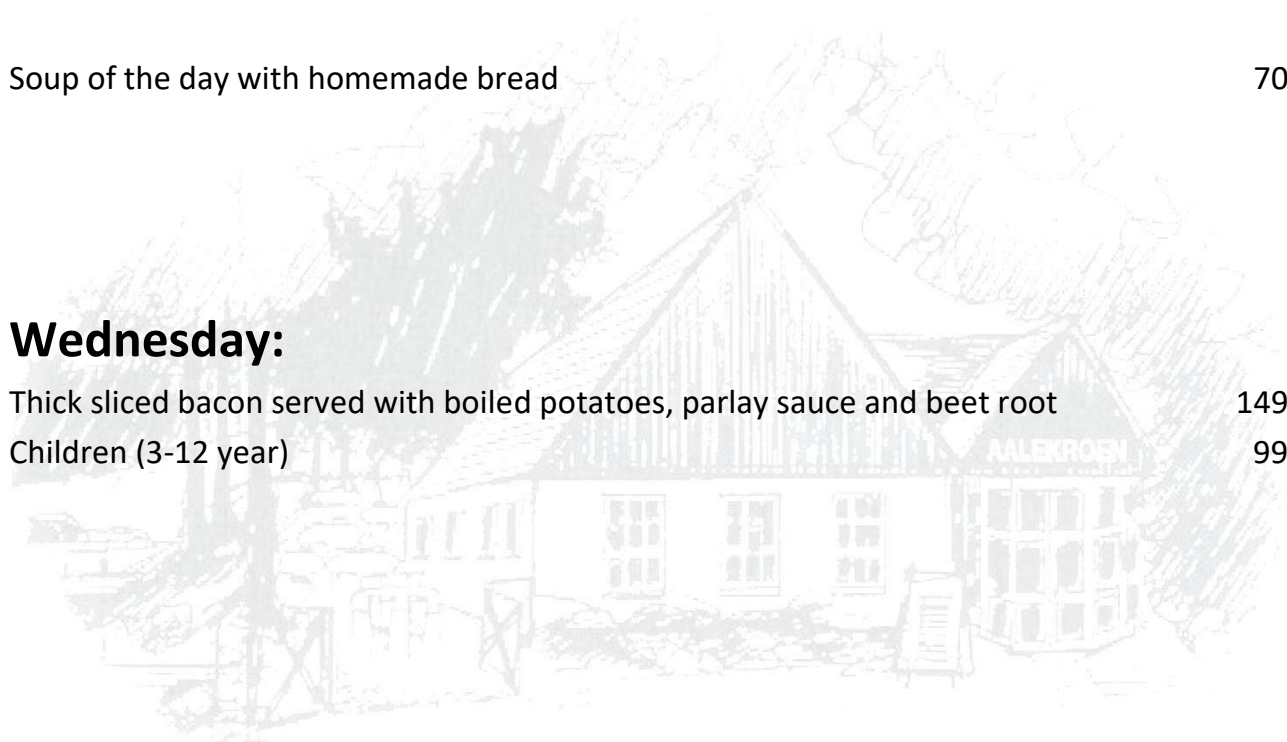 Soup of the day with homemade bread 70
Wednesday:
Thick sliced bacon served with boiled potatoes, parlay sauce and beet root 149
Children (3-12 year) 99
AALEKROEN